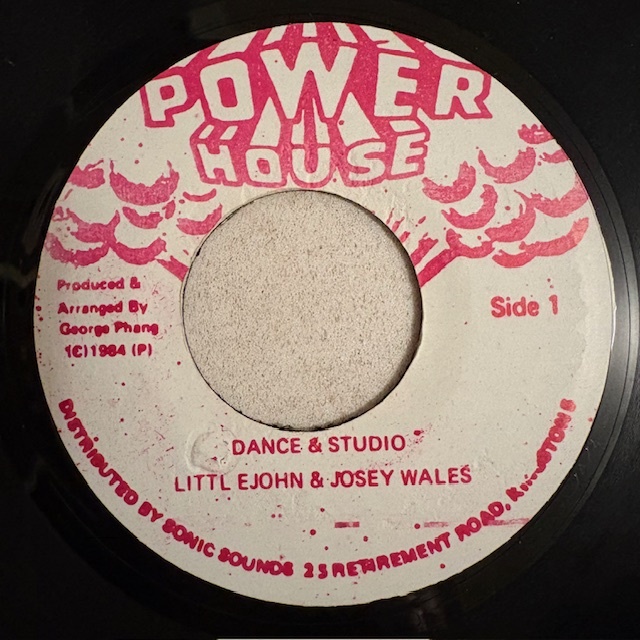 POWER
HOUSE
Produced &
Arranged By
George Phang
(C) 1984 (P)
Side 1
DANCE & STUDIO
LITTL EJOHN & JOSEY WALES
DISTRIBUTED BY SONIC SOUNDS 25 RETIREMENT ROAD, KINGSTON 5